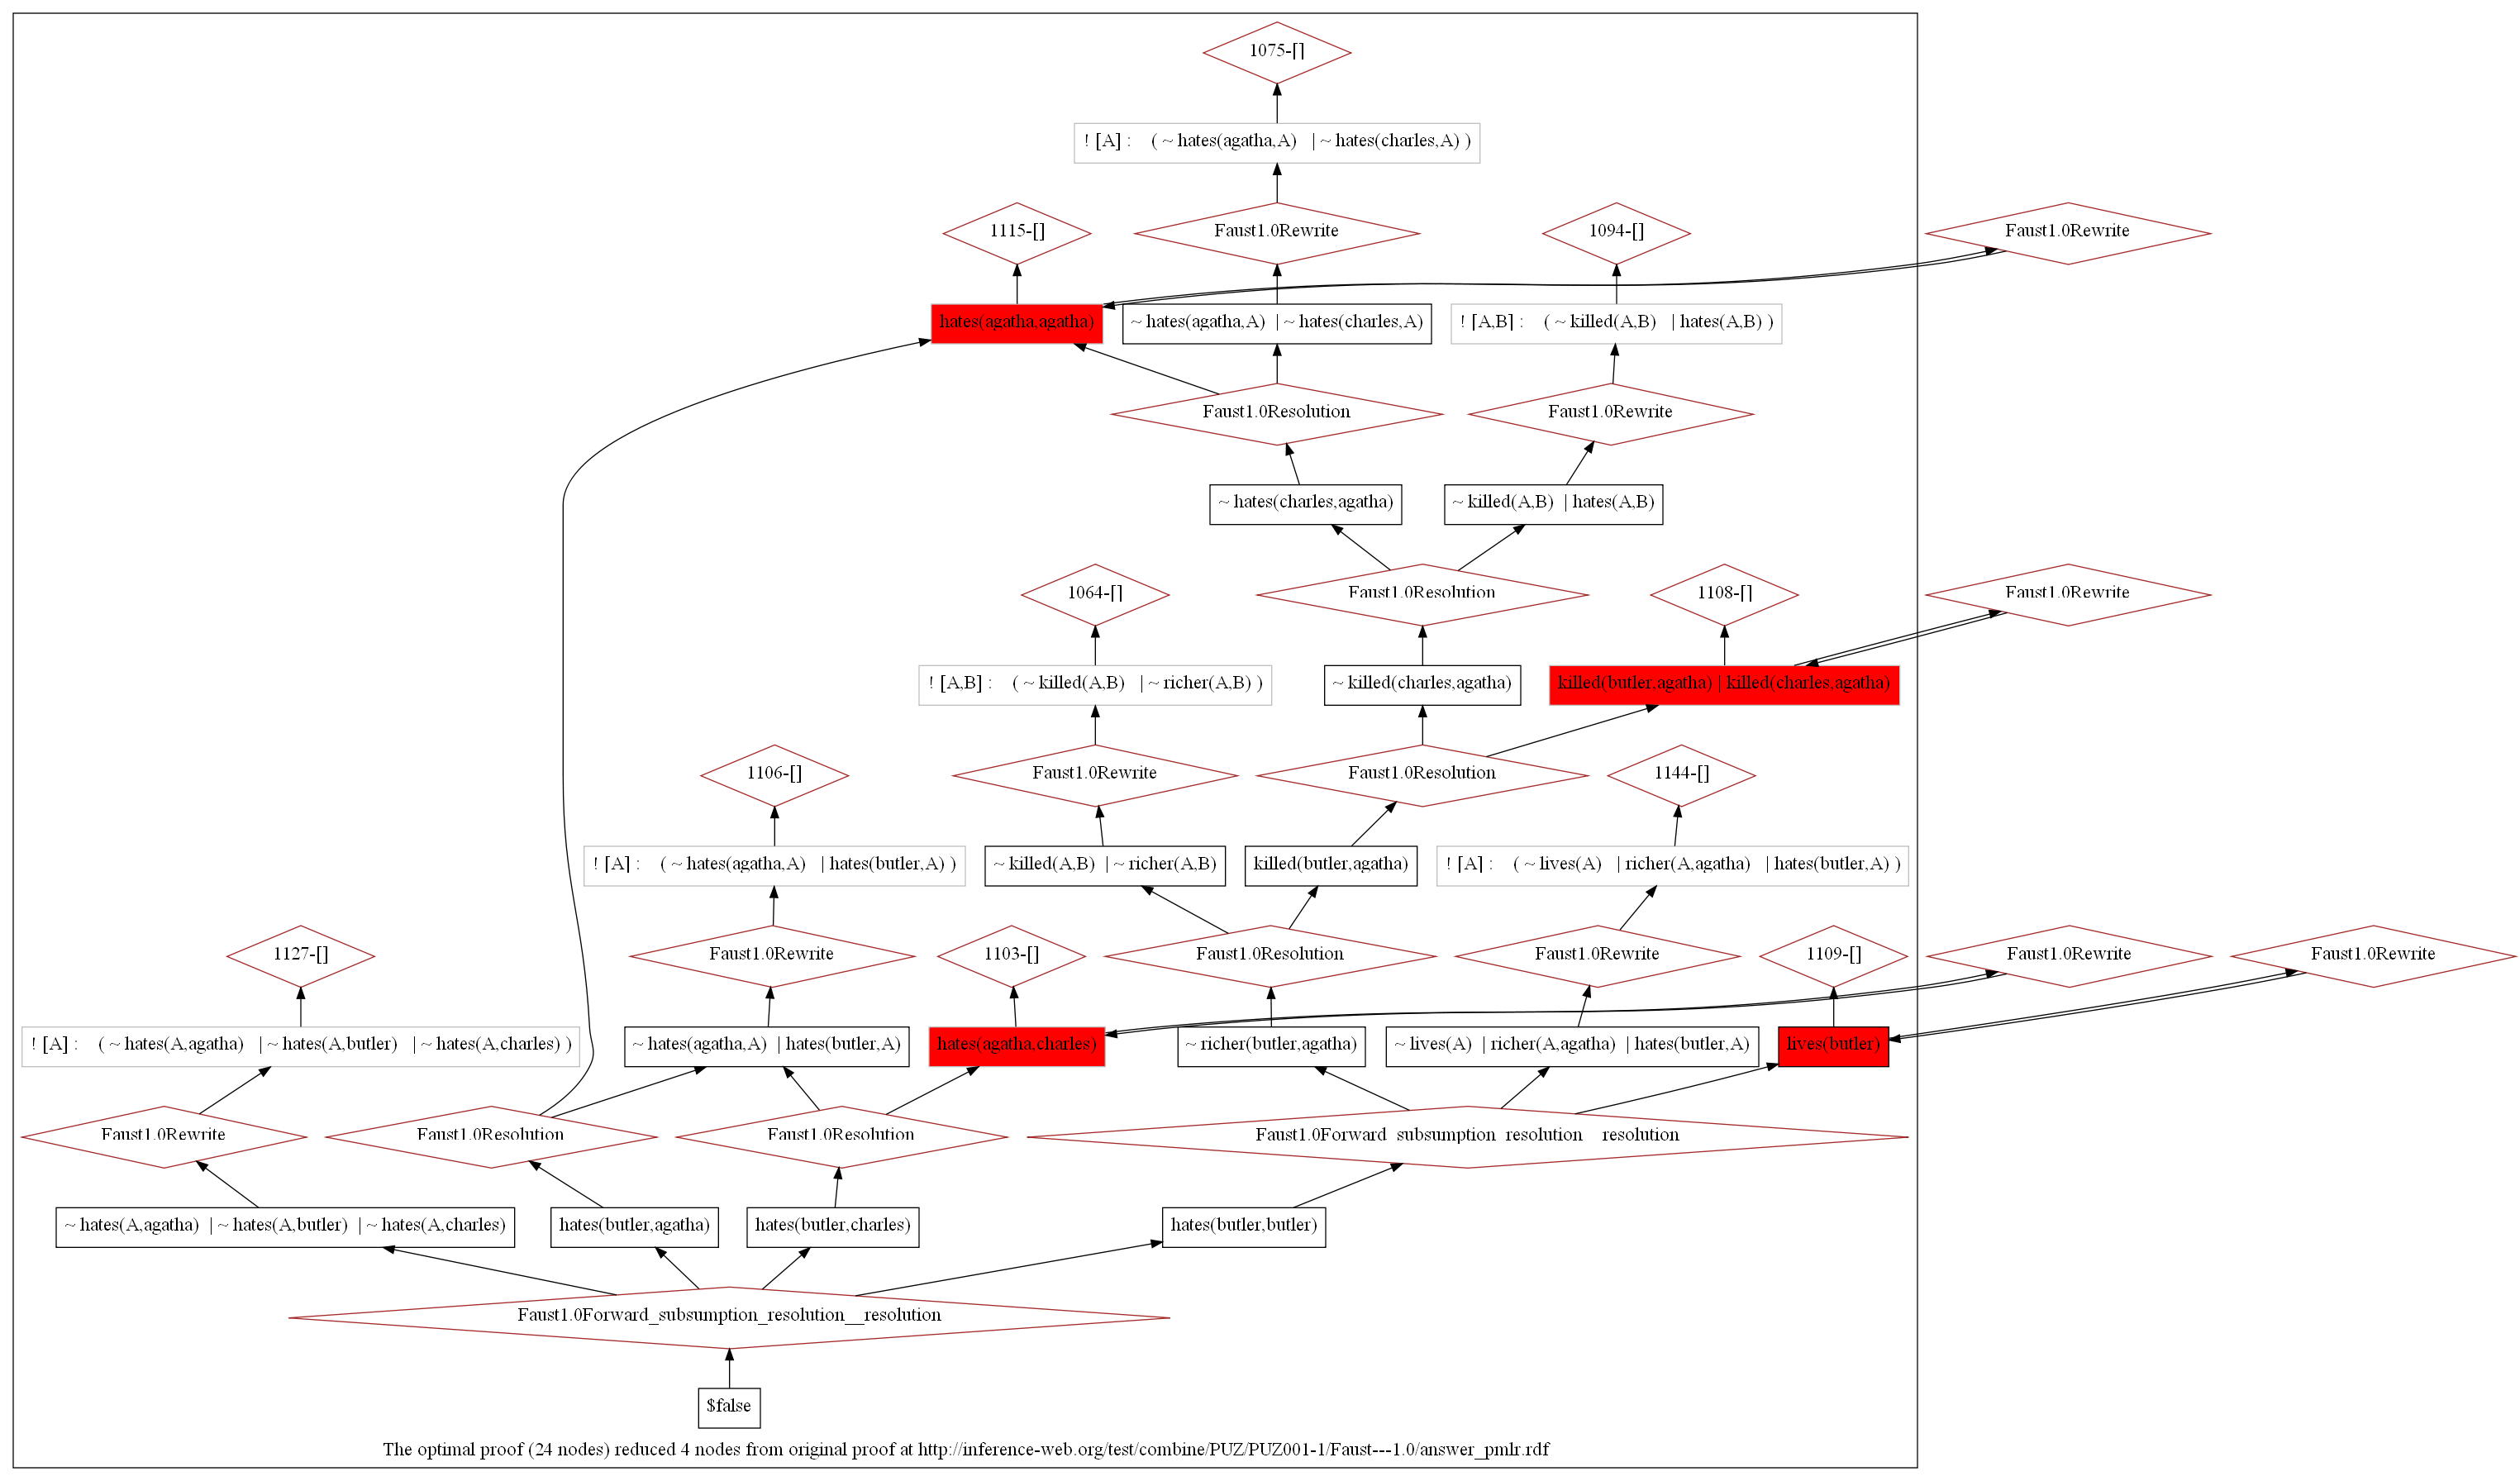 1075-[]
! [A] : ( ~ hates(agatha,A) | ~ hates(charles,A) )
1115-[]
Faust1.0Rewrite
1094-[]
Faust1.0Rewrite
hates(agatha,agatha)
~ hates(agatha,A) | ~ hates(charles,A)
! [A,B] : ( ~ killed(A,B) | hates(A,B) )
Faust1.0Resolution
Faust1.0Rewrite
~ hates(charles,agatha)
~ killed(A,B) | hates(A,B)
1064-[]
Faust1.0Resolution
1108-[]
Faust1.0Rewrite
! [A,B] : ( ~ killed(A,B) | ~ richer(A,B) )
~ killed(charles,agatha)
killed(butler,agatha) | killed(charles,agatha)
1106-[]
Faust1.0Rewrite
Faust1.0Resolution
1144-[]
! [A] : ( ~ hates(agatha,A) | hates(butler,A) )
~ killed(A,B) | ~ richer(A,B)
killed(butler,agatha)
! [A] : ( ~ lives(A) | richer(A,agatha) | hates(butler,A) )
1127-[]
Faust1.0Rewrite
1103-[]
Faust1.0Resolution
Faust1.0Rewrite
1109-[]
Faust1.0Rewrite
Faust1.0Rewrite
! [A] : ( ~ hates(A,agatha) | ~ hates(A,butler) | ~ hates(A,charles) )
~ hates(agatha,A) | hates(butler,A)
hates(agatha,charles)
~ richer(butler,agatha)
~ lives(A) | richer(A,agatha) | hates(butler,A)
lives(butler)
Faust1.0Rewrite
Faust1.0Resolution
Faust1.0Resolution
Faust1.0Forward_subsumption_resolution__resolution
~ hates(A,agatha) | ~ hates(A,butler) | ~ hates(A,charles)
hates(butler,agatha)
hates(butler,charles)
hates(butler,butler)
Faust1.0Forward_subsumption_resolution__resolution
$false
The optimal proof (24 nodes) reduced 4 nodes from original proof at http://inference-web.org/test/combine/PUZ/PUZ001-1/Faust---1.0/answer_pmlr.rdf